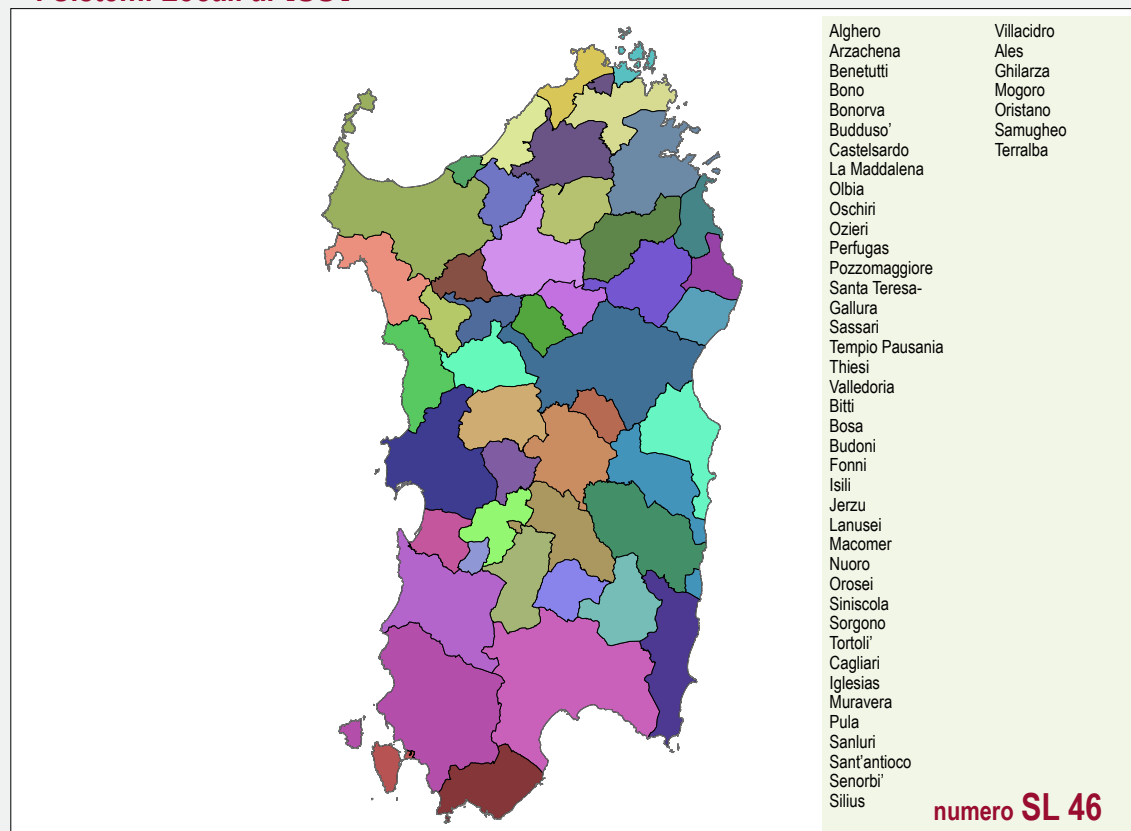 Alghero
Arzachena
Benetutti
Bono
Bonorva
Budduso'
Castelsardo
La Maddalena
Olbia
Oschiri
Ozieri
Perfugas
Pozzomaggiore
Santa Teresa-
Gallura
Sassari
Tempio Pausania
Thiesi
Valledoria
Bitti
Bosa
Budoni
Fonni
Isili
Jerzu
Lanusei
Macomer
Nuoro
Orosei
Siniscola
Sorgono
Tortoli'
Cagliari
Iglesias
Muravera
Pula
Sanluri
Sant'antioco
Senorbi'
Silius
Villacidro
Ales
Ghilarza
Mogoro
Oristano
Samugheo
Terralba
numero SL 46